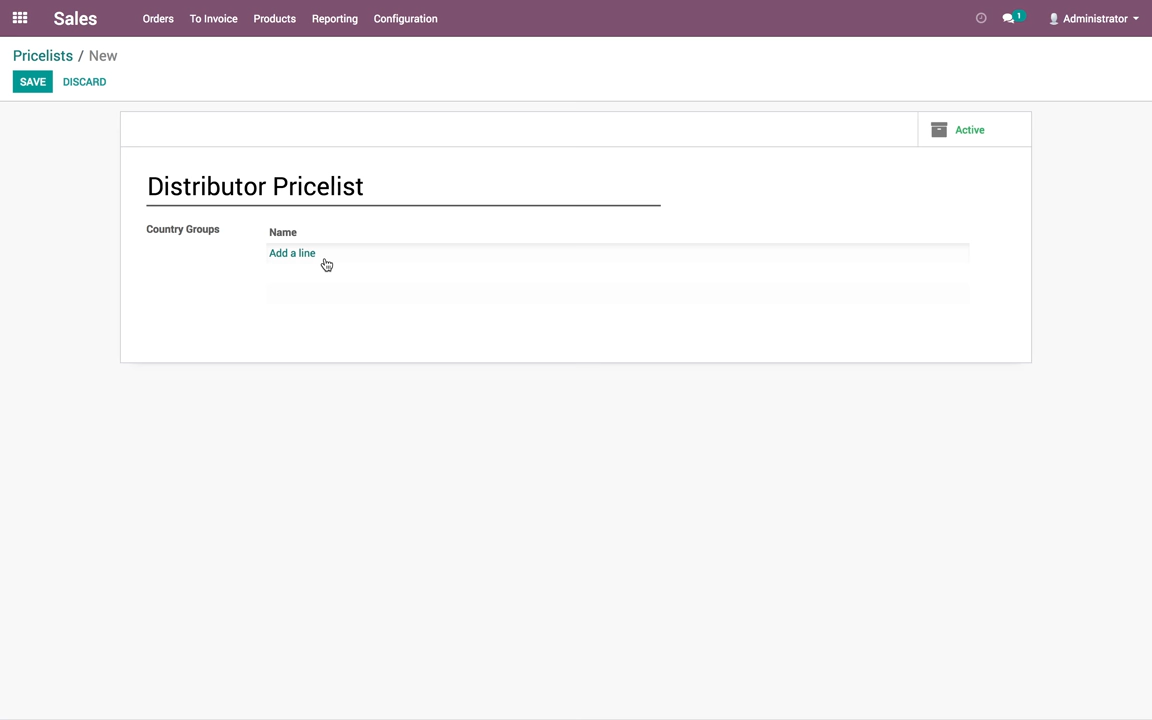 Sales Orders To Invoice Products Reporting Configuration 1 Administrator
Pricelists / New
SAVE DISCARD
Active
Distributor Pricelist
Country Groups Name
Add a line